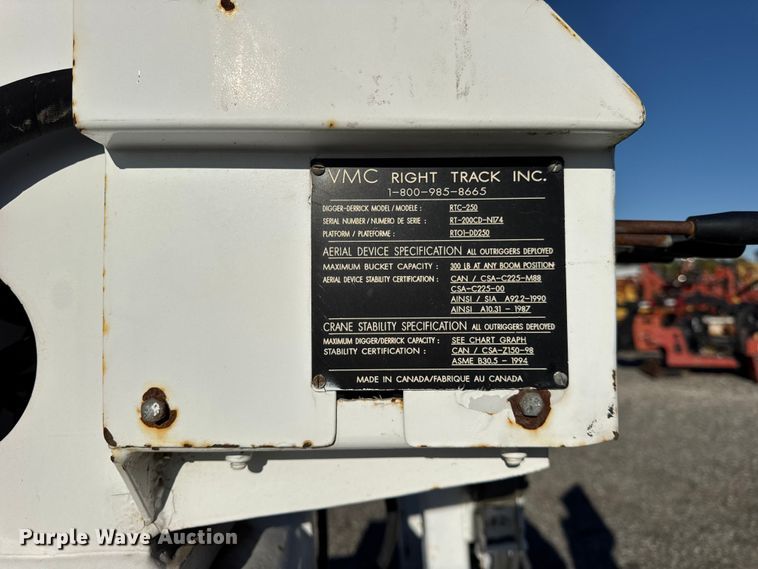 VMC RIGHT TRACK INC.
1-800-985-8665
DIGGER-DERRICK MODEL / MODELE : RTC-250
SERIAL NUMBER / NUMERO DE SERIE : RT-200CD-N174
PLATFORM / PLATEFORME : RTO1-DD250
AERIAL DEVICE SPECIFICATION ALL OUTRIGGERS DEPLOYED
MAXIMUM BUCKET CAPACITY : 300 LB AT ANY BOOM POSITION
AERIAL DEVICE STABILITY CERTIFICATION : CAN / CSA-C225-M88
CSA-C225-00
AINSI / SIA A92.2-1990
AINSI A10.31 - 1987
CRANE STABILITY SPECIFICATION ALL OUTRIGGERS DEPLOYED
MAXIMUM DIGGER/DERRICK CAPACITY : SEE CHART GRAPH
STABILITY CERTIFICATION : CAN / CSA-Z150-98
ASME B30.5 - 1994
MADE IN CANADA/FABRIQUE AU CANADA
Purple Wave Auction